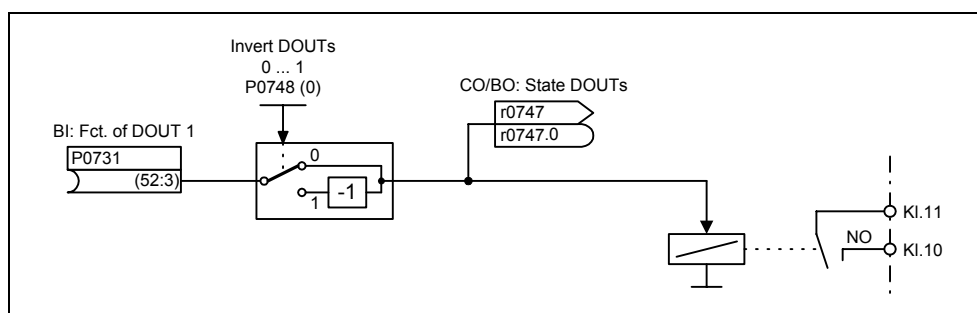 Invert DOUTs
0 ... 1
P0748 (0)
CO/BO: State DOUTs
r0747
r0747.0
BI: Fct. of DOUT 1
P0731
(52:3)
0
1
-1
Kl.11
NO
Kl.10